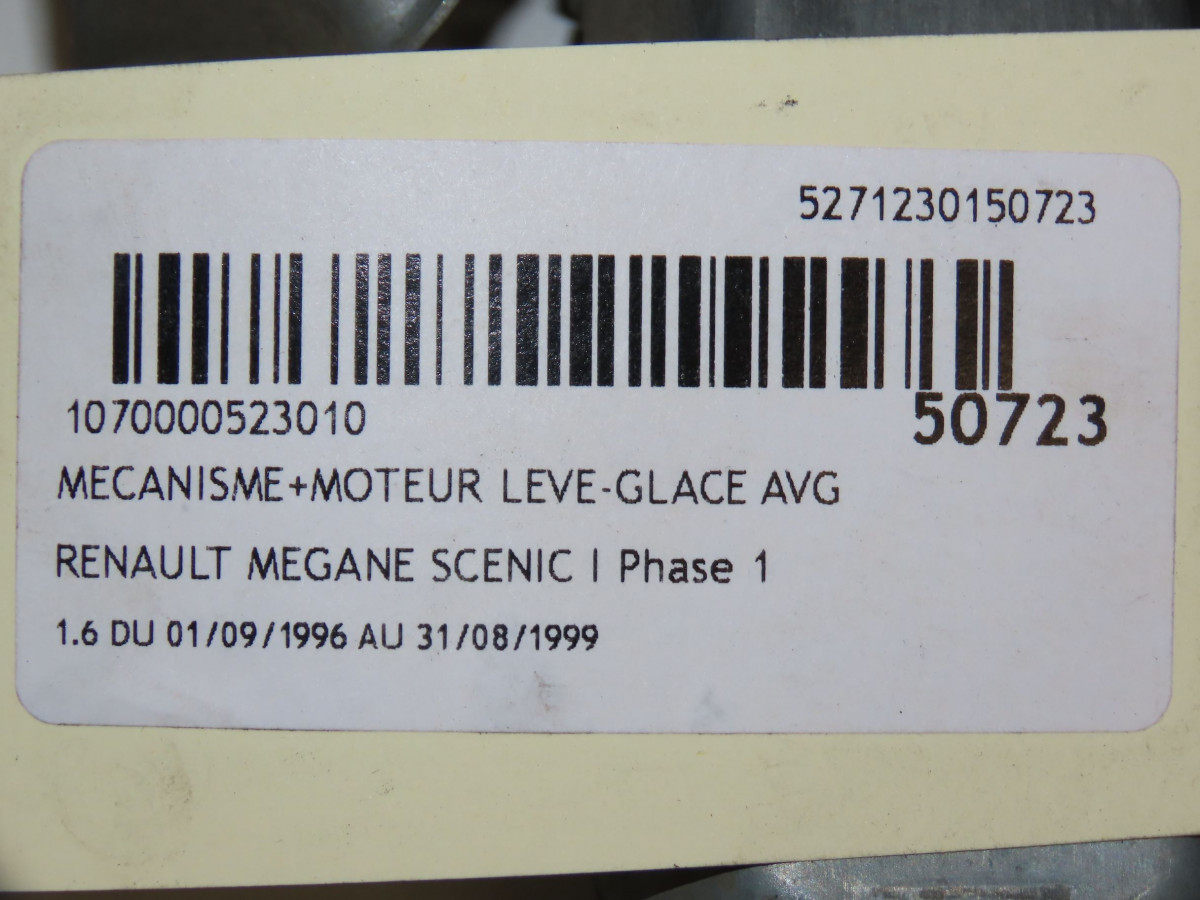 5271230150723
1070000523010
50723
MECANISME+MOTEUR LEVE-GLACE AVG
RENAULT MEGANE SCENIC I Phase 1
1.6 DU 01/09/1996 AU 31/08/1999